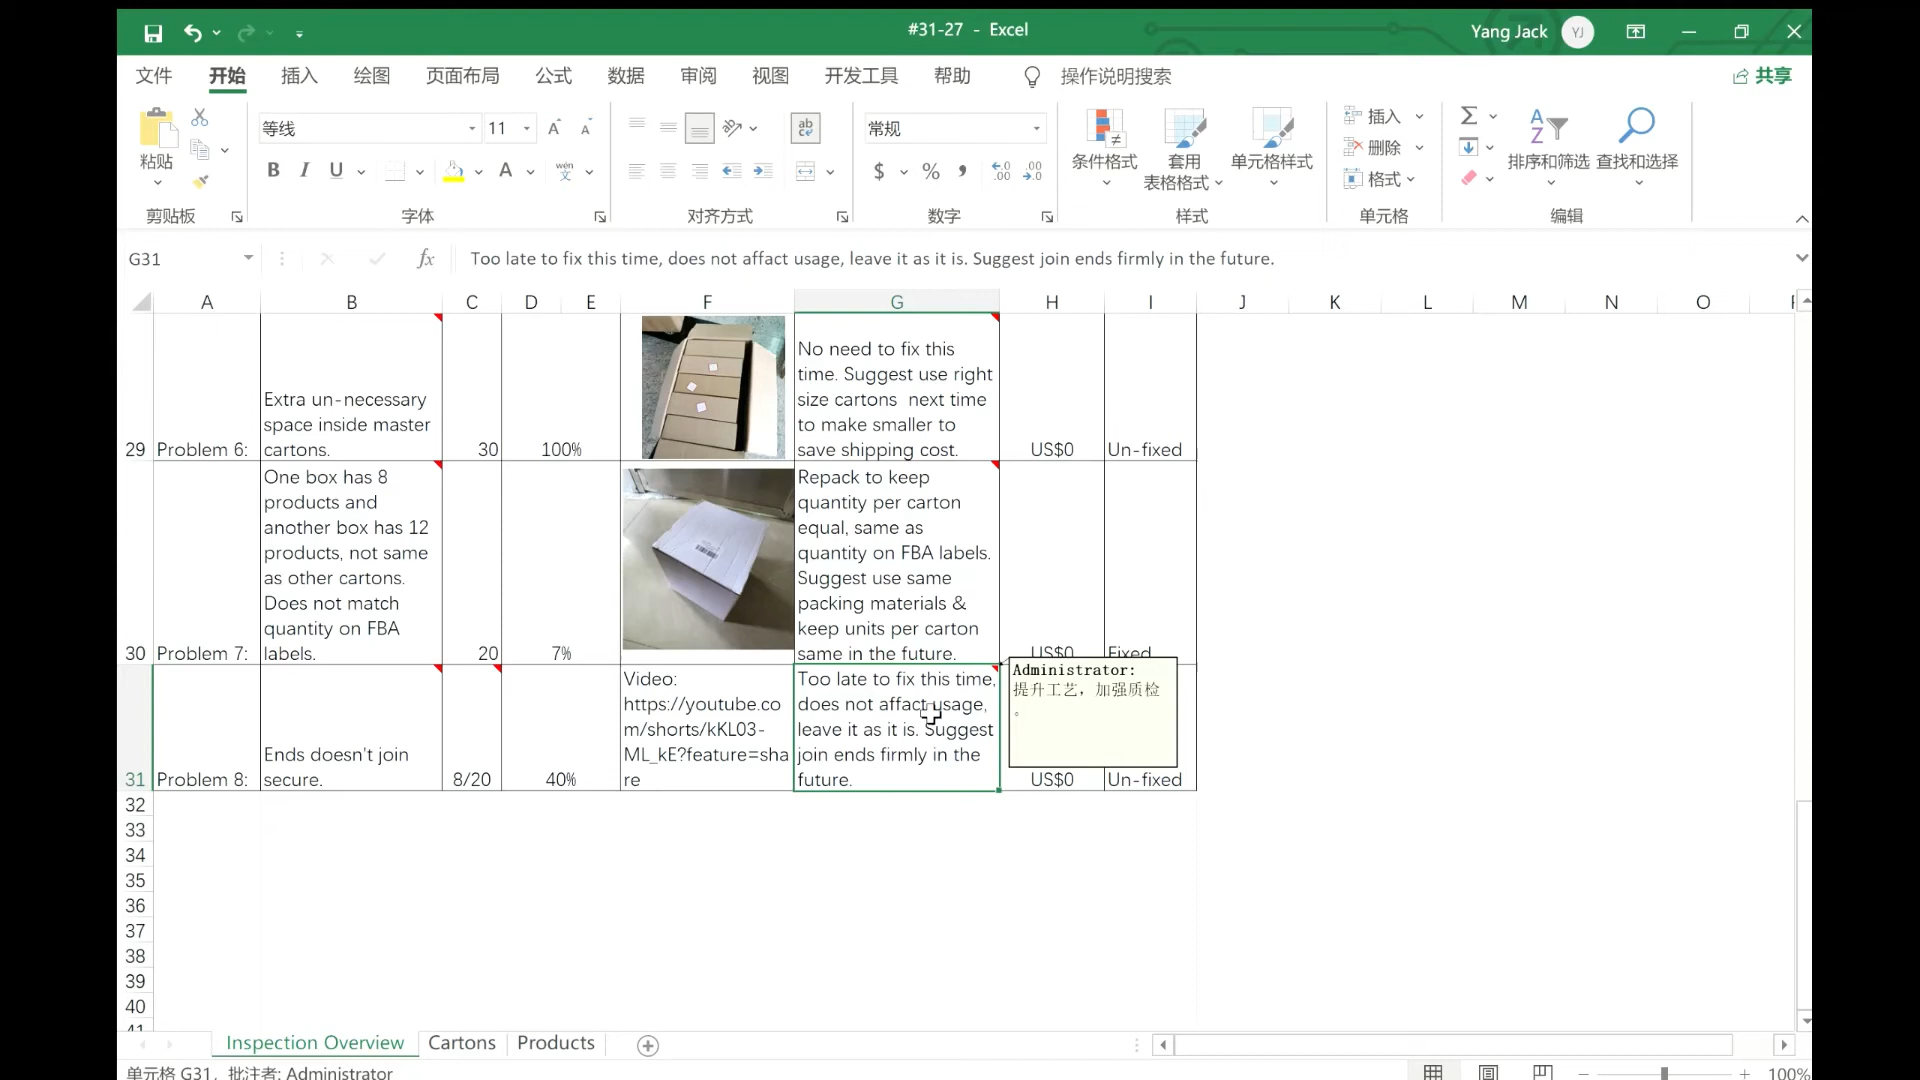 #31-27 - Excel
Yang Jack
YJ
文件 开始 插入 绘图 页面布局 公式 数据 审阅 视图 开发工具 帮助 操作说明搜索 共享
粘贴
剪贴板
等线 11
B I U A wén 文
字体
ab
对齐方式
常规
$ % , .00 .00
数字
条件格式
套用
表格格式
单元格样式
样式
插入
删除
格式
单元格
Σ
排序和筛选
查找和选择
编辑
G31
fx Too late to fix this time, does not affact usage, leave it as it is. Suggest join ends firmly in the future.
A B C D E F G H I J K L M N O
29 Problem 6:
Extra un-necessary
space inside master
cartons.
30
100%
No need to fix this
time. Suggest use right
size cartons next time
to make smaller to
save shipping cost.
US$0
Un-fixed
30 Problem 7:
One box has 8
products and
another box has 12
products, not same
as other cartons.
Does not match
quantity on FBA
labels.
20
7%
Repack to keep
quantity per carton
equal, same as
quantity on FBA labels.
Suggest use same
packing materials &
keep units per carton
same in the future.
US$0
Fixed
31 Problem 8:
Ends doesn't join
secure.
8/20
40%
Video:
https://youtube.co
m/shorts/kKL03-
ML_kE?feature=sha
re
Too late to fix this time,
does not affact usage,
leave it as it is. Suggest
join ends firmly in the
future.
Administrator:
提升工艺，加强质检
。
US$0
Un-fixed
32
33
34
35
36
37
38
39
40
41
Inspection Overview Cartons Products
单元格 G31，批注者: Administrator
100%